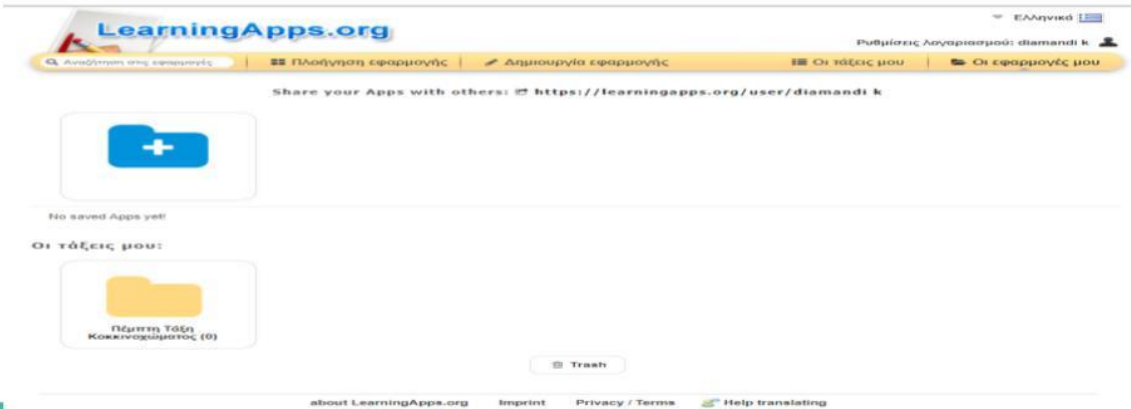 LearningApps.org
Ελληνικά
Ρυθμίσεις λογαριασμού: diamandi k
Αναζήτηση στις εφαρμογές
Πλοήγηση εφαρμογής
Δημιουργία εφαρμογής
Οι τάξεις μου
Οι εφαρμογές μου
Share your Apps with others: https://learningapps.org/user/diamandi k
No saved Apps yet!
Οι τάξεις μου:
Πέμπτη Τάξη
Κοκκινοχώματος (0)
Trash
about LearningApps.org Imprint Privacy / Terms Help translating